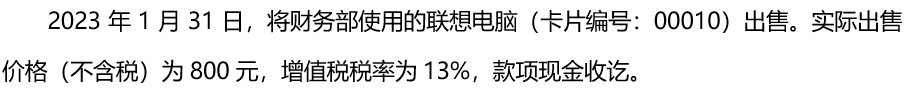 2023 年 1 月 31 日，将财务部使用的联想电脑（卡片编号：00010）出售。实际出售
价格（不含税）为 800 元，增值税税率为 13%，款项现金收讫。